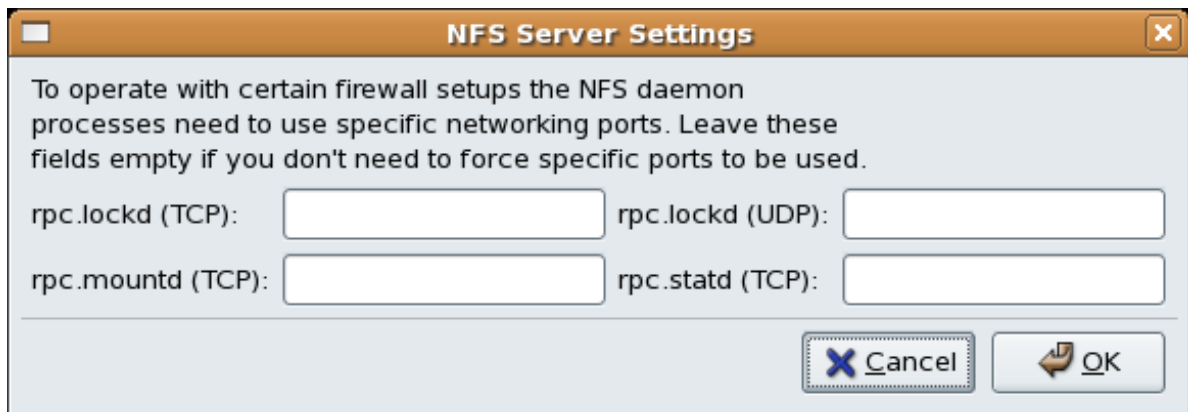 NFS Server Settings
To operate with certain firewall setups the NFS daemon
processes need to use specific networking ports. Leave these
fields empty if you don't need to force specific ports to be used.
rpc.lockd (TCP): rpc.lockd (UDP):
rpc.mountd (TCP): rpc.statd (TCP):
Cancel OK